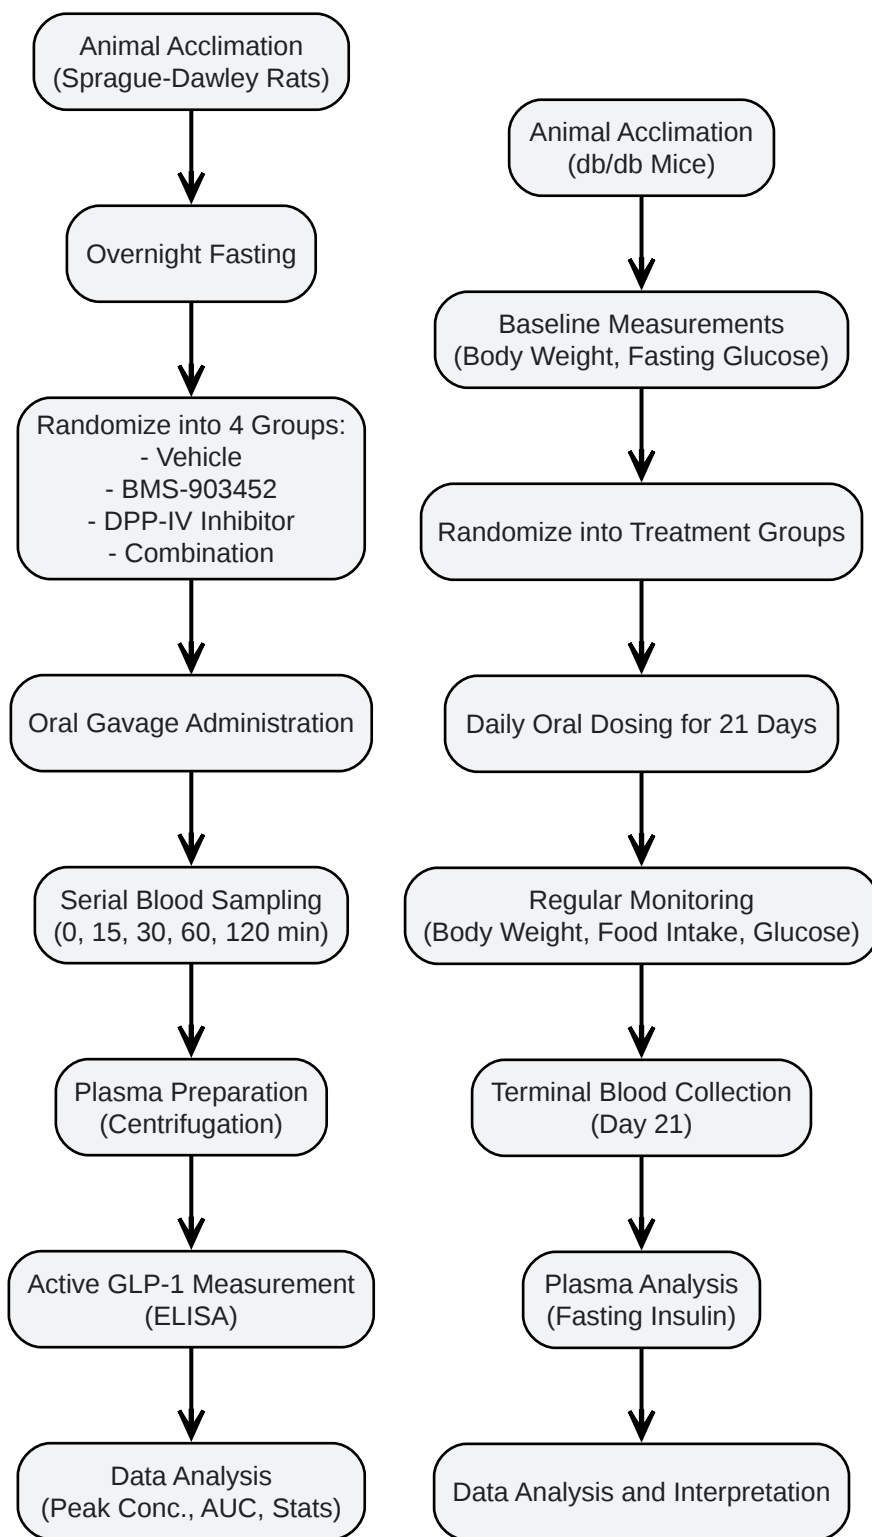 Animal Acclimation
(Sprague-Dawley Rats)
Overnight Fasting
Randomize into 4 Groups:
- Vehicle
- BMS-903452
- DPP-IV Inhibitor
- Combination
Oral Gavage Administration
Serial Blood Sampling
(0, 15, 30, 60, 120 min)
Plasma Preparation
(Centrifugation)
Active GLP-1 Measurement
(ELISA)
Data Analysis
(Peak Conc., AUC, Stats)
Animal Acclimation
(db/db Mice)
Baseline Measurements
(Body Weight, Fasting Glucose)
Randomize into Treatment Groups
Daily Oral Dosing for 21 Days
Regular Monitoring
(Body Weight, Food Intake, Glucose)
Terminal Blood Collection
(Day 21)
Plasma Analysis
(Fasting Insulin)
Data Analysis and Interpretation